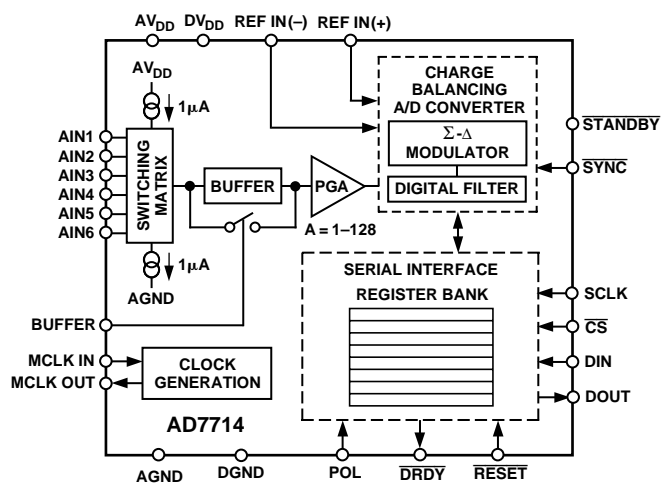 AVDD DVDD REF IN(–) REF IN(+)
AVDD
1μA
AIN1
AIN2
AIN3
AIN4
AIN5
AIN6
SWITCHING
MATRIX
BUFFER
PGA
A = 1–128
1μA
AGND
CHARGE
BALANCING
A/D CONVERTER
Σ-Δ
MODULATOR
DIGITAL FILTER
STANDBY
SYNC
SERIAL INTERFACE
REGISTER BANK
SCLK
CS
DIN
DOUT
BUFFER
MCLK IN
MCLK OUT
CLOCK
GENERATION
AD7714
AGND DGND POL DRDY RESET